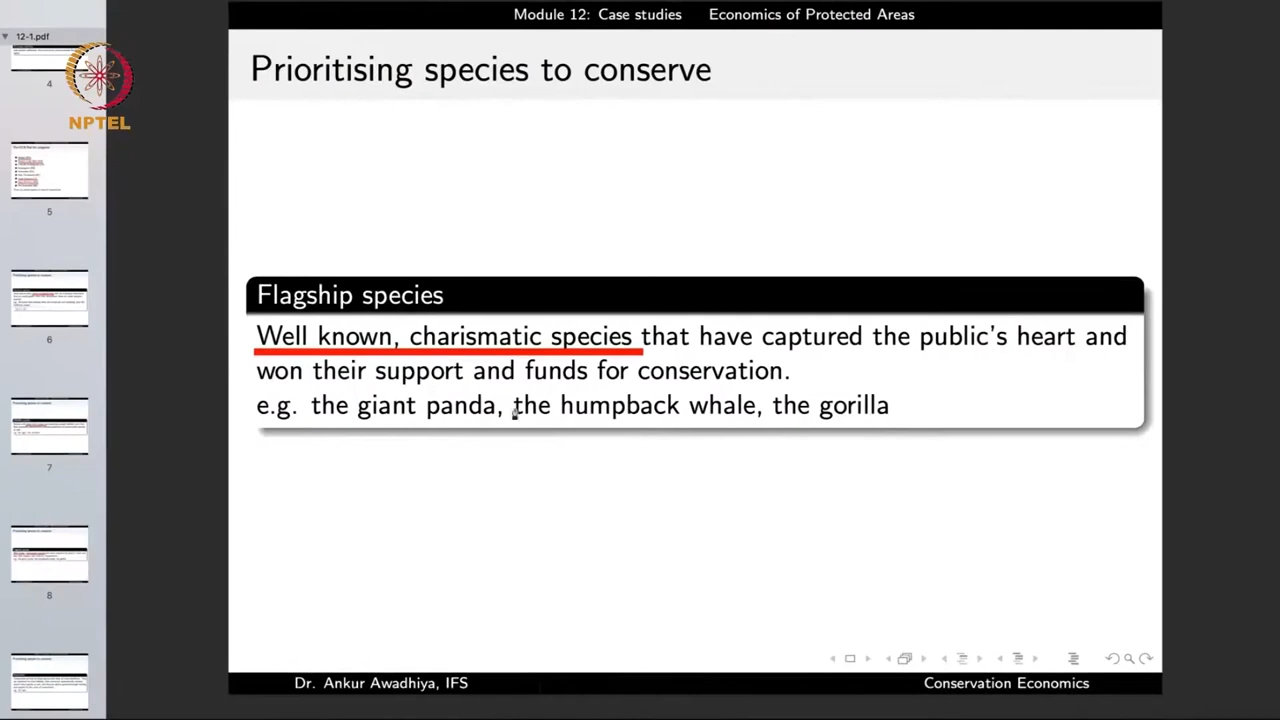 Module 12: Case studies Economics of Protected Areas
12-1.pdf
Prioritising species to conserve
4
NPTEL
5
Flagship species
Well known, charismatic species that have captured the public's heart and
won their support and funds for conservation.
e.g. the giant panda, the humpback whale, the gorilla
6
7
8
Dr. Ankur Awadhiya, IFS Conservation Economics